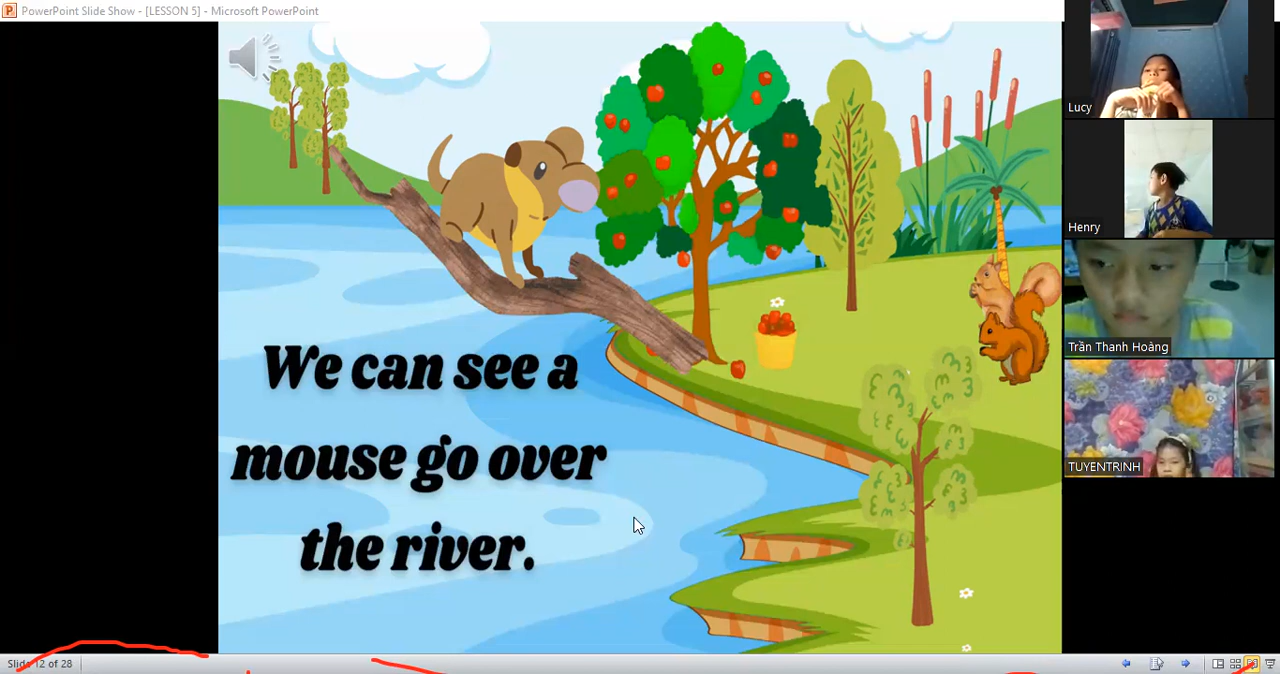 PowerPoint Slide Show - [LESSON 5] - Microsoft PowerPoint
We can see a
mouse go over
the river.
Lucy
Henry
Trần Thanh Hoàng
TUYENTRINH
Slide 12 of 28